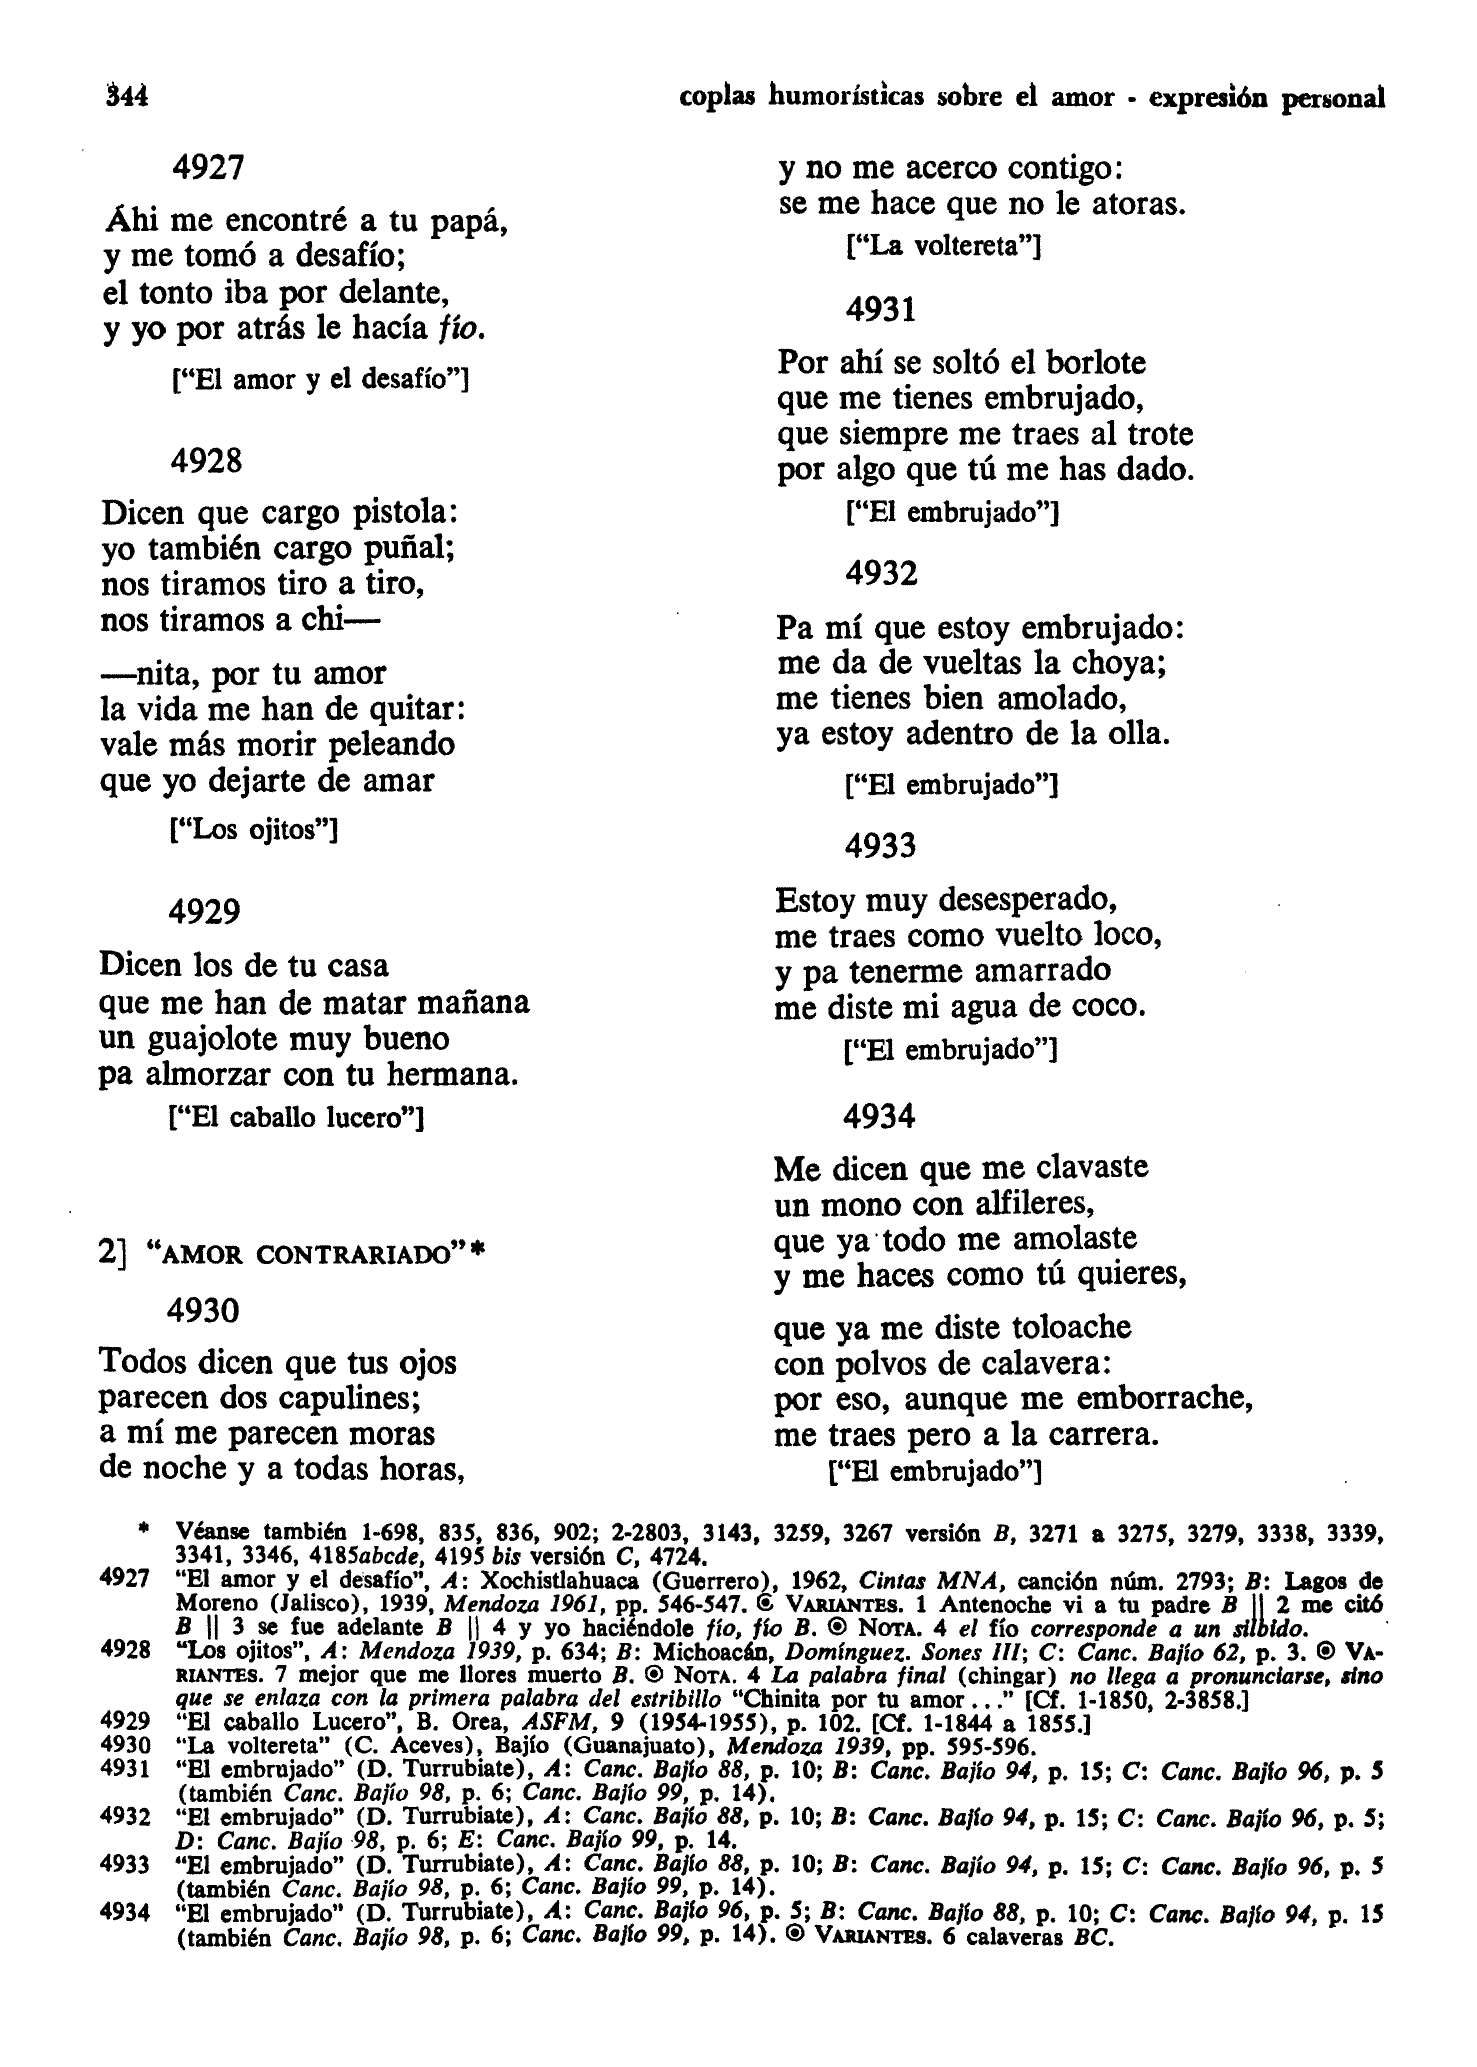 344
coplas humorísticas sobre el amor - expresión personal
4927
Áhi me encontré a tu papá,
y me tomó a desafío;
el tonto iba por delante,
y yo por atrás le hacía fío.
["El amor y el desafío"]
4928
Dicen que cargo pistola:
yo también cargo puñal;
nos tiramos tiro a tiro,
nos tiramos a chi—
—nita, por tu amor
la vida me han de quitar:
vale más morir peleando
que yo dejarte de amar
["Los ojitos"]
4929
Dicen los de tu casa
que me han de matar mañana
un guajolote muy bueno
pa almorzar con tu hermana.
["El caballo lucero"]
2] "AMOR CONTRARIADO"*
4930
Todos dicen que tus ojos
parecen dos capulines;
a mí me parecen moras
de noche y a todas horas,
y no me acerco contigo:
se me hace que no le atoras.
["La voltereta"]
4931
Por ahí se soltó el borlote
que me tienes embrujado,
que siempre me traes al trote
por algo que tú me has dado.
["El embrujado"]
4932
Pa mí que estoy embrujado:
me da de vueltas la choya;
me tienes bien amolado,
ya estoy adentro de la olla.
["El embrujado"]
4933
Estoy muy desesperado,
me traes como vuelto loco,
y pa tenerme amarrado
me diste mi agua de coco.
["El embrujado"]
4934
Me dicen que me clavaste
un mono con alfileres,
que ya todo me amolaste
y me haces como tú quieres,
que ya me diste toloache
con polvos de calavera:
por eso, aunque me emborrache,
me traes pero a la carrera.
["El embrujado"]
* Véanse también 1-698, 835, 836, 902; 2-2803, 3143, 3259, 3267 versión B, 3271 a 3275, 3279, 3338, 3339,
3341, 3346, 4185abcde, 4195 bis versión C, 4724.
4927 "El amor y el desafío", A: Xochistlahuaca (Guerrero), 1962, Cintas MNA, canción núm. 2793; B: Lagos de
Moreno (Jalisco), 1939, Mendoza 1961, pp. 546-547. ⊙ VARIANTES. 1 Antenoche vi a tu padre B || 2 me citó
B || 3 se fue adelante B || 4 y yo haciéndole fío, fío B. ⊙ NOTA. 4 el fío corresponde a un silbido.
4928 "Los ojitos", A: Mendoza 1939, p. 634; B: Michoacán, Domínguez. Sones III; C: Canc. Bajío 62, p. 3. ⊙ VA-
RIANTES. 7 mejor que me llores muerto B. ⊙ NOTA. 4 La palabra final (chingar) no llega a pronunciarse, sino
que se enlaza con la primera palabra del estribillo "Chinita por tu amor..." [Cf. 1-1850, 2-3858.]
4929 "El caballo Lucero", B. Orea, ASFM, 9 (1954-1955), p. 102. [Cf. 1-1844 a 1855.]
4930 "La voltereta" (C. Aceves), Bajío (Guanajuato), Mendoza 1939, pp. 595-596.
4931 "El embrujado" (D. Turrubiate), A: Canc. Bajío 88, p. 10; B: Canc. Bajío 94, p. 15; C: Canc. Bajío 96, p. 5
(también Canc. Bajío 98, p. 6; Canc. Bajío 99, p. 14).
4932 "El embrujado" (D. Turrubiate), A: Canc. Bajío 88, p. 10; B: Canc. Bajío 94, p. 15; C: Canc. Bajío 96, p. 5;
D: Canc. Bajío 98, p. 6; E: Canc. Bajío 99, p. 14.
4933 "El embrujado" (D. Turrubiate), A: Canc. Bajío 88, p. 10; B: Canc. Bajío 94, p. 15; C: Canc. Bajío 96, p. 5
(también Canc. Bajío 98, p. 6; Canc. Bajío 99, p. 14).
4934 "El embrujado" (D. Turrubiate), A: Canc. Bajío 96, p. 5; B: Canc. Bajío 88, p. 10; C: Canc. Bajío 94, p. 15
(también Canc. Bajío 98, p. 6; Canc. Bajío 99, p. 14). ⊙ VARIANTES. 6 calaveras BC.